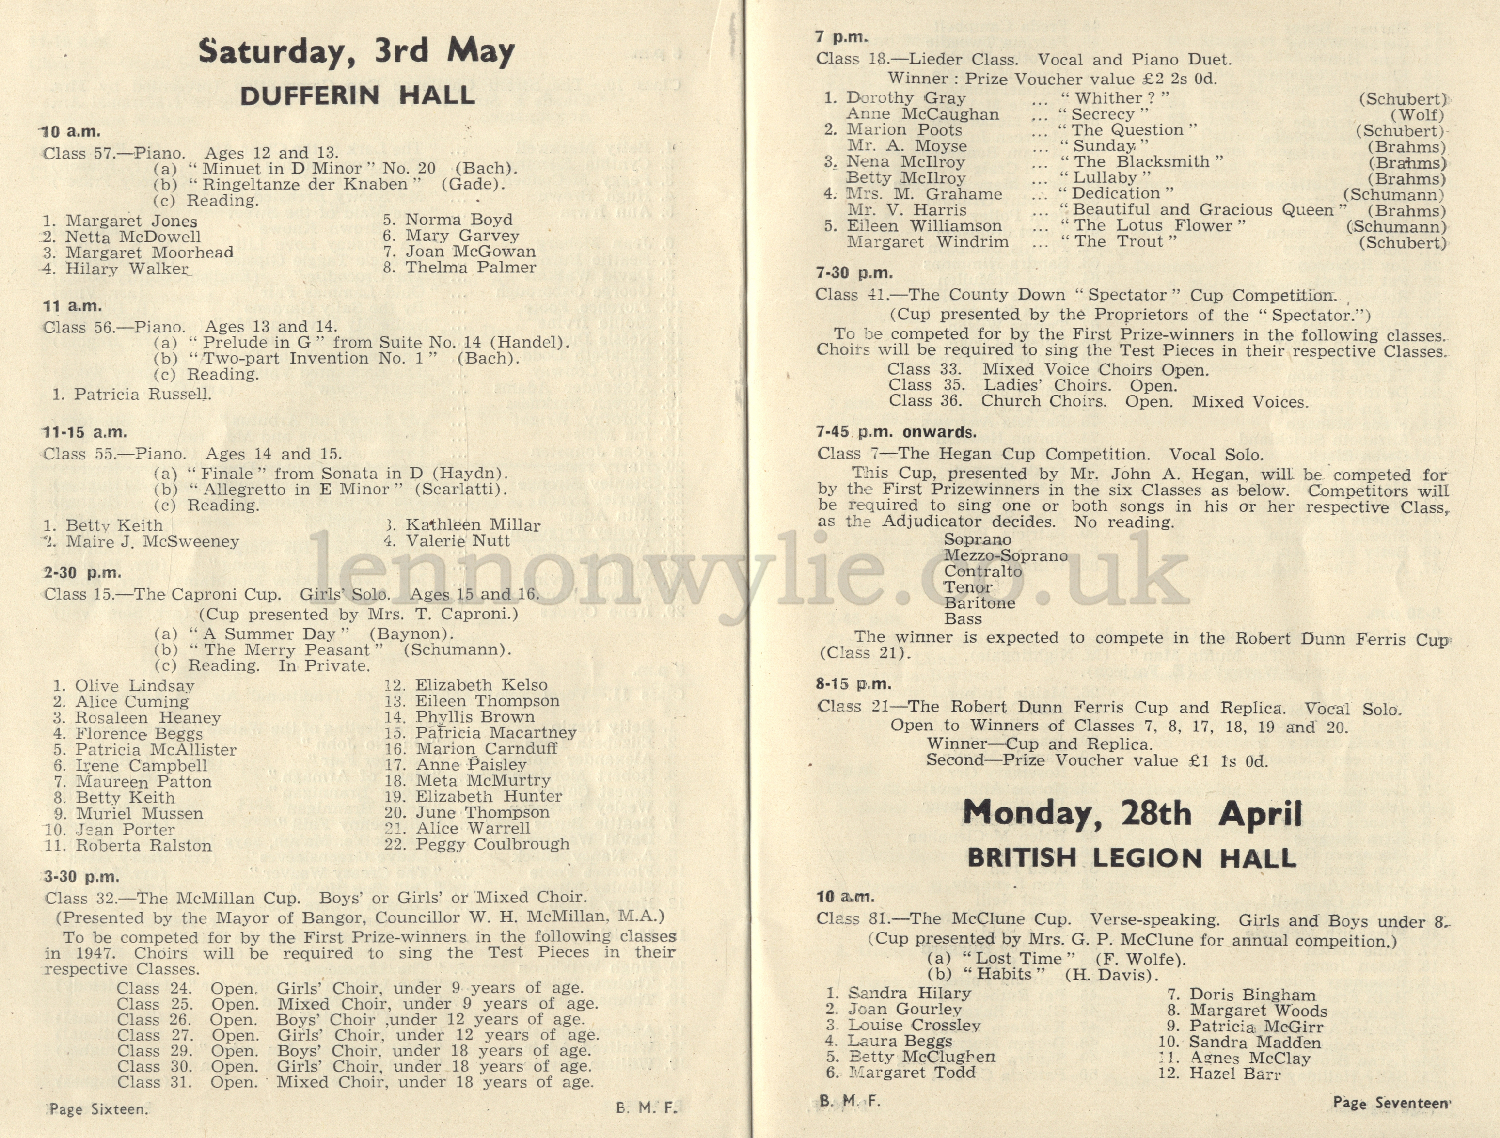 Saturday, 3rd May
DUFFERIN HALL
10 a.m.
Class 57.—Piano. Ages 12 and 13.
(a) “ Minuet in D Minor ” No. 20 (Bach).
(b) “ Ringeltanze der Knaben ” (Gade).
(c) Reading.
1. Margaret Jones
2. Netta McDowell
3. Margaret Moorhead
4. Hilary Walker
5. Norma Boyd
6. Mary Garvey
7. Joan McGowan
8. Thelma Palmer
11 a.m.
Class 56.—Piano. Ages 13 and 14.
(a) “ Prelude in G ” from Suite No. 14 (Handel).
(b) “ Two-part Invention No. 1 ” (Bach).
(c) Reading.
1. Patricia Russell.
11-15 a.m.
Class 55.—Piano. Ages 14 and 15.
(a) “ Finale ” from Sonata in D (Haydn).
(b) “ Allegretto in E Minor ” (Scarlatti).
(c) Reading.
1. Betty Keith
2. Maire J. McSweeney
3. Kathleen Millar
4. Valerie Nutt
2-30 p.m.
Class 15.—The Caproni Cup. Girls’ Solo. Ages 15 and 16.
(Cup presented by Mrs. T. Caproni.)
(a) “ A Summer Day ” (Baynon).
(b) “ The Merry Peasant ” (Schumann).
(c) Reading. In Private.
1. Olive Lindsay
2. Alice Cuming
3. Rosaleen Heaney
4. Florence Beggs
5. Patricia McAllister
6. Irene Campbell
7. Maureen Patton
8. Betty Keith
9. Muriel Mussen
10. Jean Porter
11. Roberta Ralston
12. Elizabeth Kelso
13. Eileen Thompson
14. Phyllis Brown
15. Patricia Macartney
16. Marion Carnduff
17. Anne Paisley
18. Meta McMurtry
19. Elizabeth Hunter
20. June Thompson
21. Alice Warrell
22. Peggy Coulbrough
3-30 p.m.
Class 32.—The McMillan Cup. Boys’ or Girls’ or Mixed Choir.
(Presented by the Mayor of Bangor, Councillor W. H. McMillan, M.A.)
To be competed for by the First Prize-winners in the following classes
in 1947. Choirs will be required to sing the Test Pieces in their
respective Classes.
Class 24. Open. Girls’ Choir, under 9 years of age.
Class 25. Open. Mixed Choir, under 9 years of age.
Class 26. Open. Boys’ Choir ,under 12 years of age.
Class 27. Open. Girls’ Choir, under 12 years of age.
Class 29. Open. Boys’ Choir, under 18 years of age.
Class 30. Open. Girls’ Choir, under 18 years of age.
Class 31. Open. Mixed Choir, under 18 years of age.
Page Sixteen. B. M. F.
7 p.m.
Class 18.—Lieder Class. Vocal and Piano Duet.
Winner : Prize Voucher value £2 2s 0d.
1. Dorothy Gray ... “ Whither ? ” (Schubert)
Anne McCaughan ... “ Secrecy ” (Wolf)
2. Marion Poots ... “ The Question ” (Schubert)
Mr. A. Moyse ... “ Sunday ” (Brahms)
3. Nena McIlroy ... “ The Blacksmith ” (Brahms)
Betty McIlroy ... “ Lullaby ” (Brahms)
4. Mrs. M. Grahame ... “ Dedication ” (Schumann)
Mr. V. Harris ... “ Beautiful and Gracious Queen ” (Brahms)
5. Eileen Williamson ... “ The Lotus Flower ” (Schumann)
Margaret Windrim ... “ The Trout ” (Schubert)
7-30 p.m.
Class 41.—The County Down “ Spectator ” Cup Competition.
(Cup presented by the Proprietors of the “ Spectator.”)
To be competed for by the First Prize-winners in the following classes.
Choirs will be required to sing the Test Pieces in their respective Classes.
Class 33. Mixed Voice Choirs Open.
Class 35. Ladies’ Choirs. Open.
Class 36. Church Choirs. Open. Mixed Voices.
7-45 p.m. onwards.
Class 7—The Hegan Cup Competition. Vocal Solo.
This Cup, presented by Mr. John A. Hegan, will be competed for
by the First Prizewinners in the six Classes as below. Competitors will
be required to sing one or both songs in his or her respective Class,
as the Adjudicator decides. No reading.
Soprano
Mezzo-Soprano
Contralto
Tenor
Baritone
Bass
The winner is expected to compete in the Robert Dunn Ferris Cup
(Class 21).
8-15 p.m.
Class 21—The Robert Dunn Ferris Cup and Replica. Vocal Solo.
Open to Winners of Classes 7, 8, 17, 18, 19 and 20.
Winner—Cup and Replica.
Second—Prize Voucher value £1 1s 0d.
Monday, 28th April
BRITISH LEGION HALL
10 a.m.
Class 81.—The McClune Cup. Verse-speaking. Girls and Boys under 8.
(Cup presented by Mrs. G. P. McClune for annual compeition.)
(a) “ Lost Time ” (F. Wolfe).
(b) “ Habits ” (H. Davis).
1. Sandra Hilary
2. Joan Gourley
3. Louise Crossley
4. Laura Beggs
5. Betty McClughen
6. Margaret Todd
7. Doris Bingham
8. Margaret Woods
9. Patricia McGirr
10. Sandra Madden
11. Agnes McClay
12. Hazel Barr
B. M. F. Page Seventeen
lennonwylie.co.uk